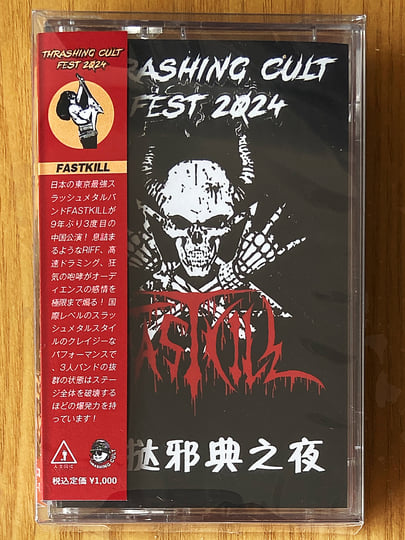 THRASHING CULT
FEST 2024
FASTKILL
日本の東京最強ス
ラッシュメタルバ
ンドFASTKILLが
9年ぶり3度目の
中国公演！息詰ま
るようなRIFF、高
速ドラミング、狂
気の咆哮がオーデ
ィエンスの感情を
極限まで煽る！国
際レベルのスラッ
シュメタルスタイ
ルのクレイジーな
パフォーマンスで
、3人バンドの抜
群の状態はステー
ジ全体を破壊する
ほどの爆発力を持
っています！
税込定価 ¥1,000
RASHING CULT
FEST 2024
ASTKILL
挞邪典之夜